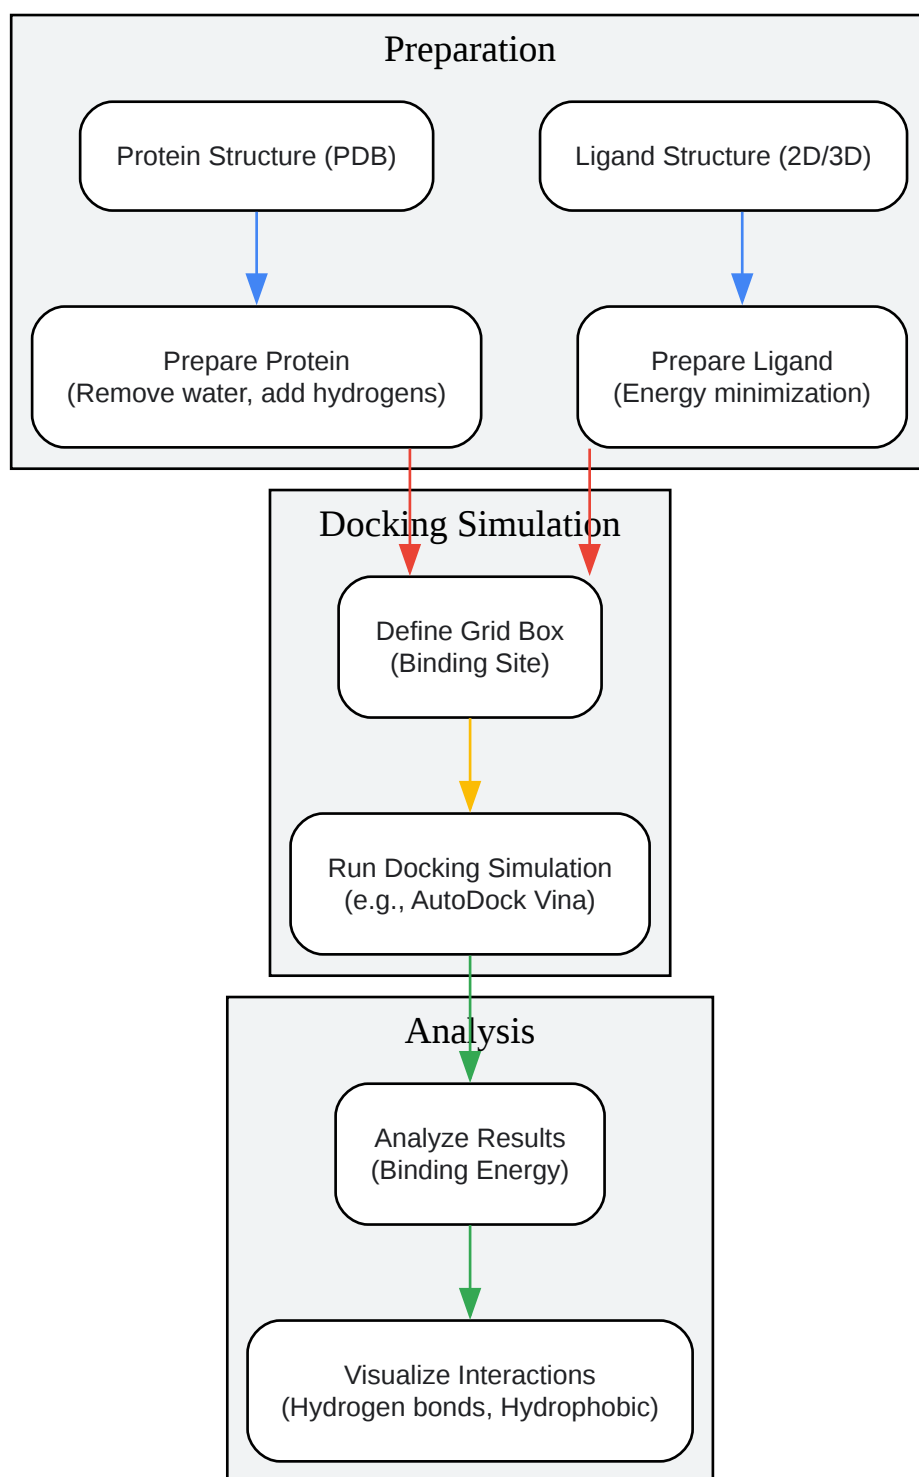 Preparation
Protein Structure (PDB)
Ligand Structure (2D/3D)
Prepare Protein
(Remove water, add hydrogens)
Prepare Ligand
(Energy minimization)
Docking Simulation
Define Grid Box
(Binding Site)
Run Docking Simulation
(e.g., AutoDock Vina)
Analysis
Analyze Results
(Binding Energy)
Visualize Interactions
(Hydrogen bonds, Hydrophobic)